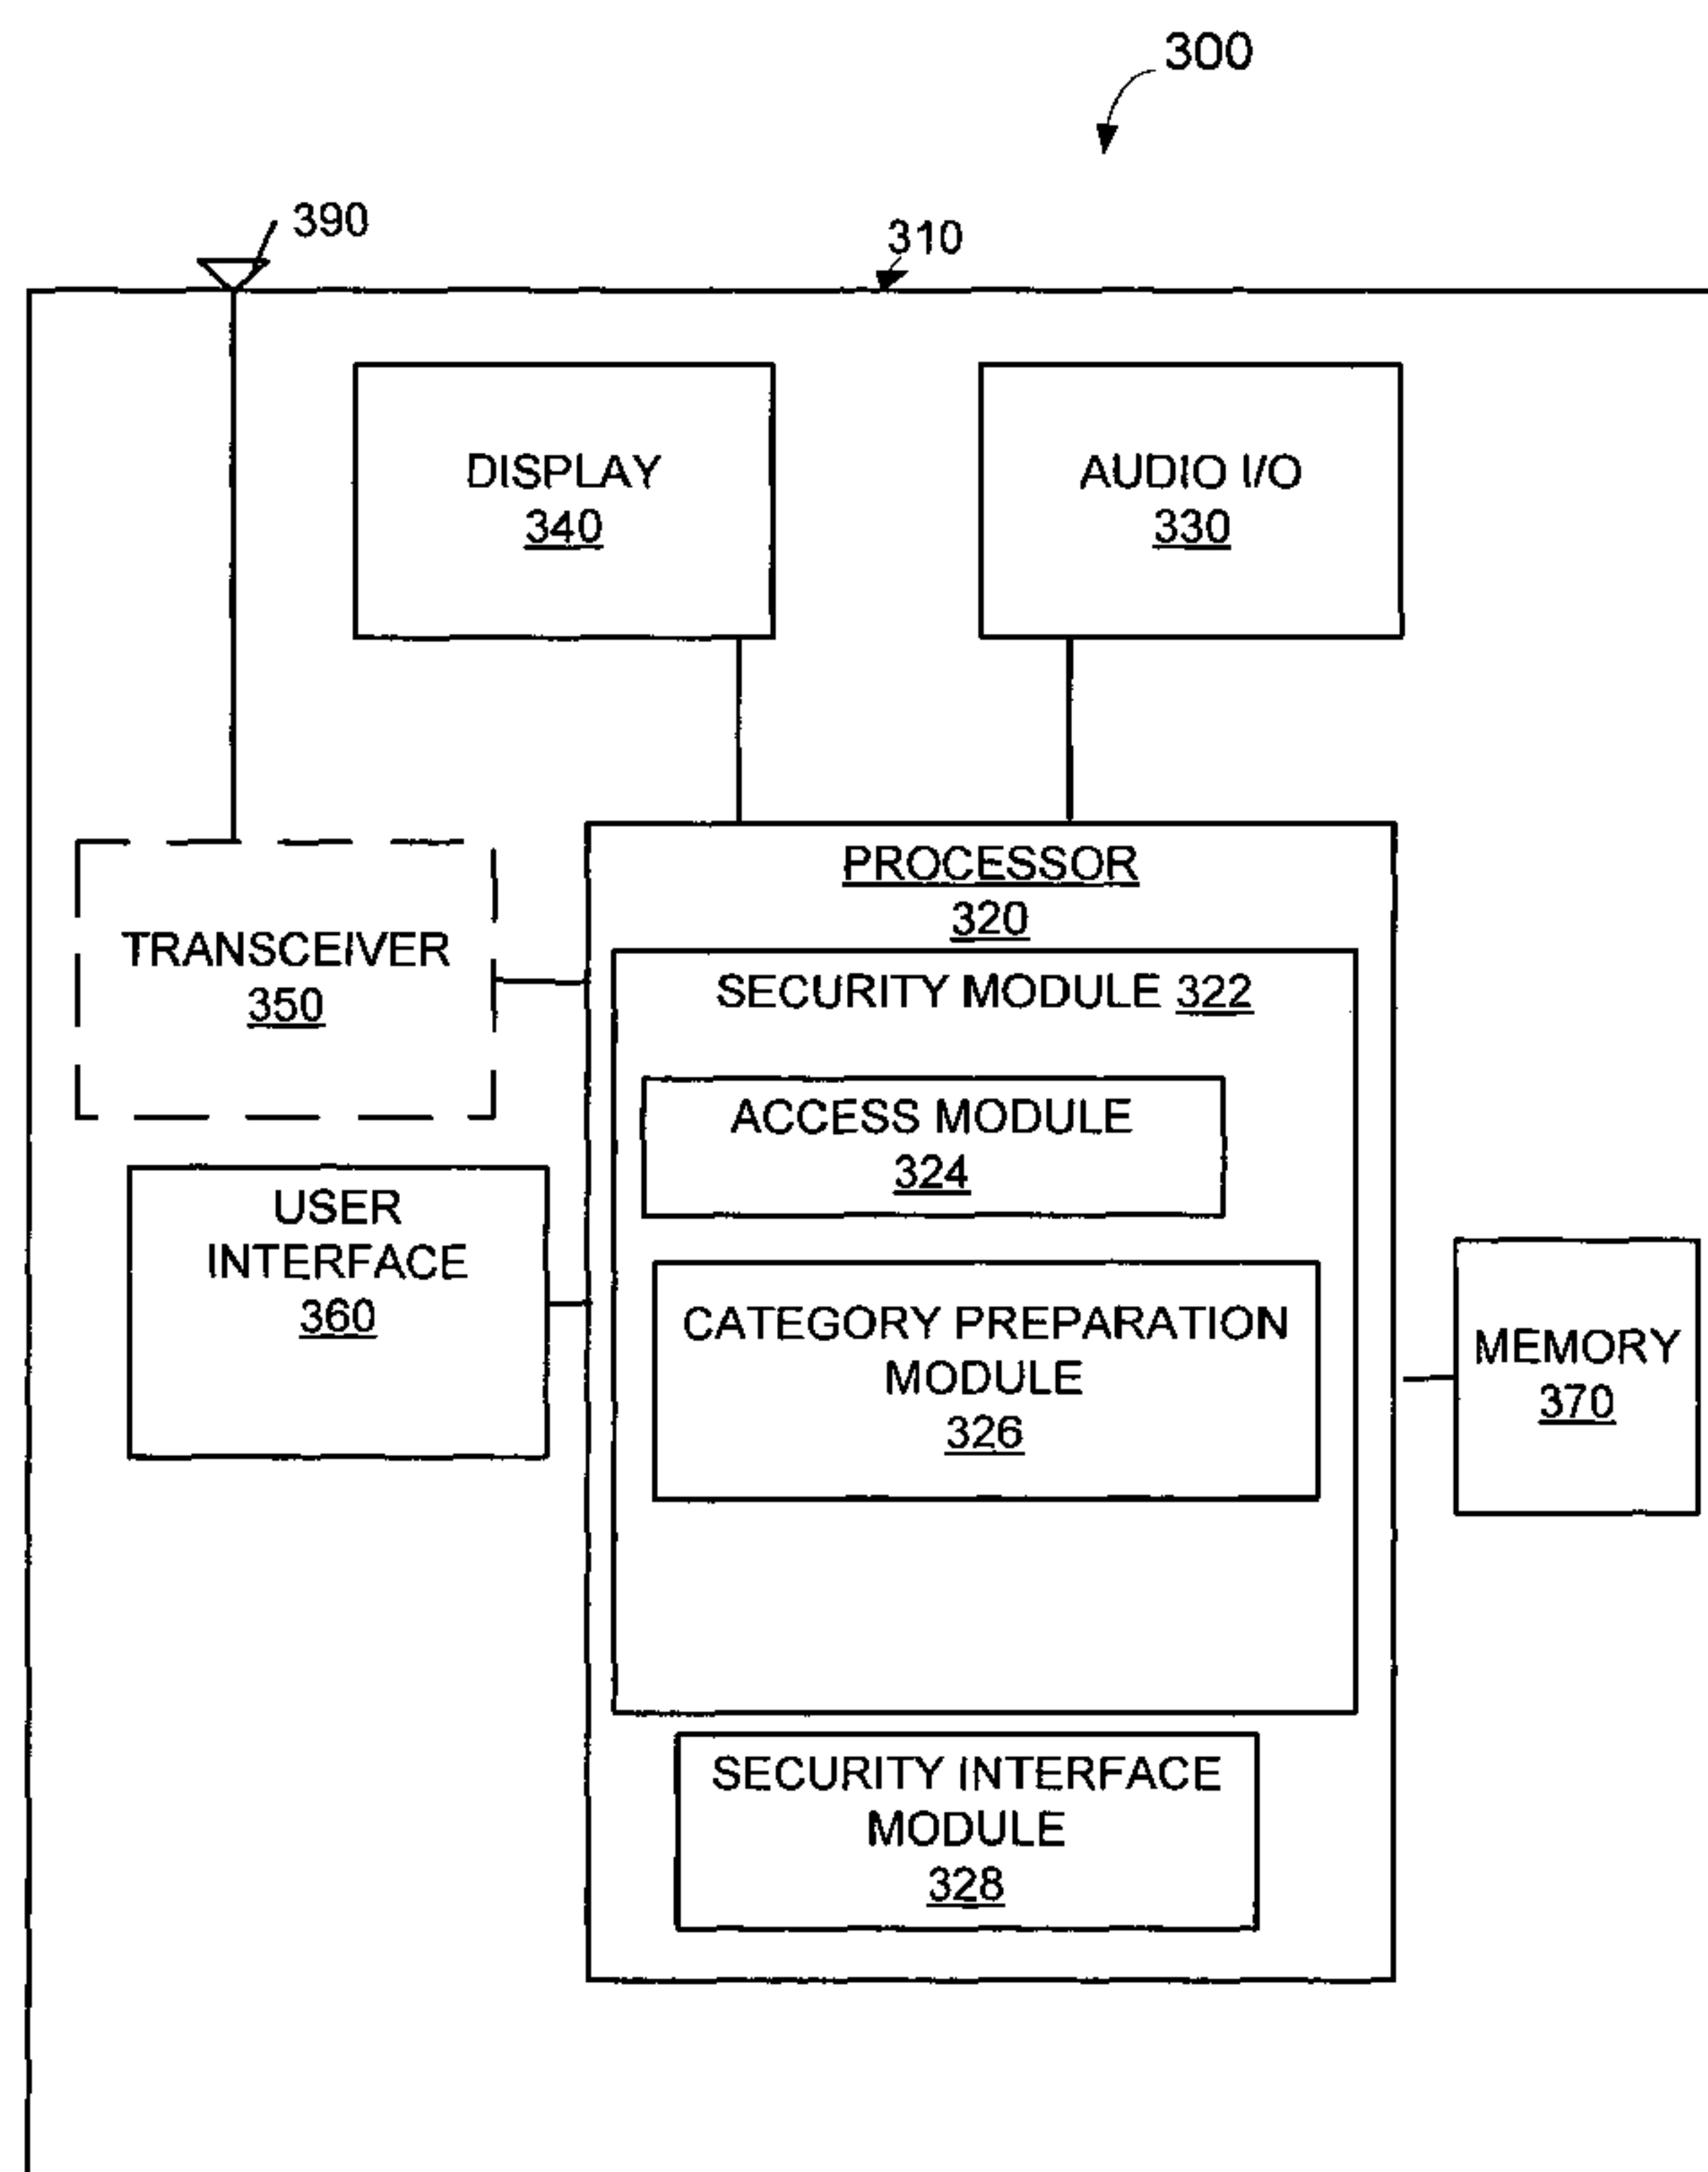 300
390
310
DISPLAY
340
AUDIO I/O
330
PROCESSOR
320
TRANSCEIVER
350
SECURITY MODULE 322
ACCESS MODULE
324
USER
INTERFACE
360
CATEGORY PREPARATION
MODULE
326
MEMORY
370
SECURITY INTERFACE
MODULE
328